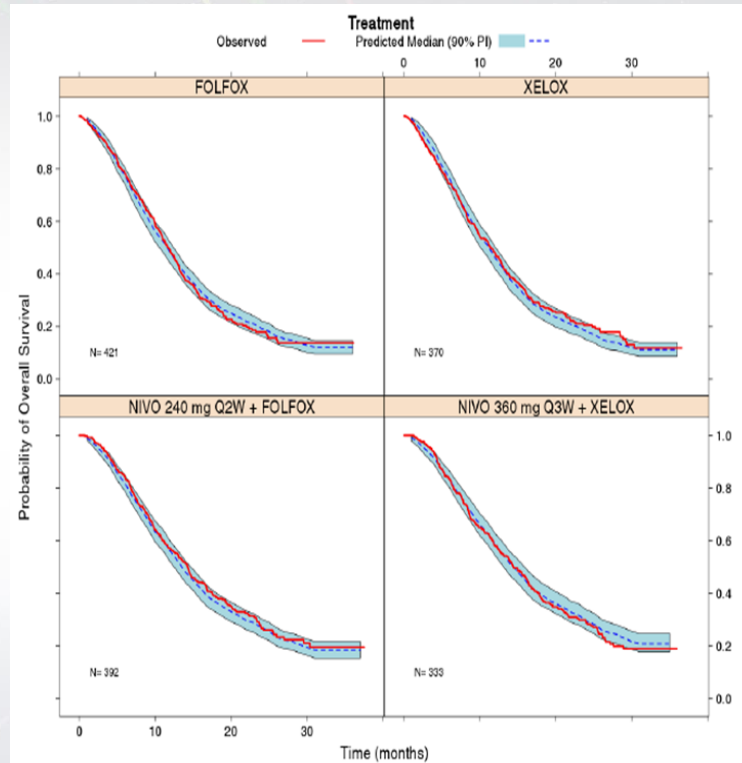 Treatment
Observed Predicted Median (90% PI)
0 10 20 30
FOLFOX XELOX
1.0
0.8
0.6
0.4
0.2
0.0
N= 421 N= 370
NIVO 240 mg Q2W + FOLFOX NIVO 360 mg Q3W + XELOX
1.0
0.8
0.6
0.4
0.2
0.0
N= 392 N= 333
0 10 20 30
Probability of Overall Survival
Time (months)